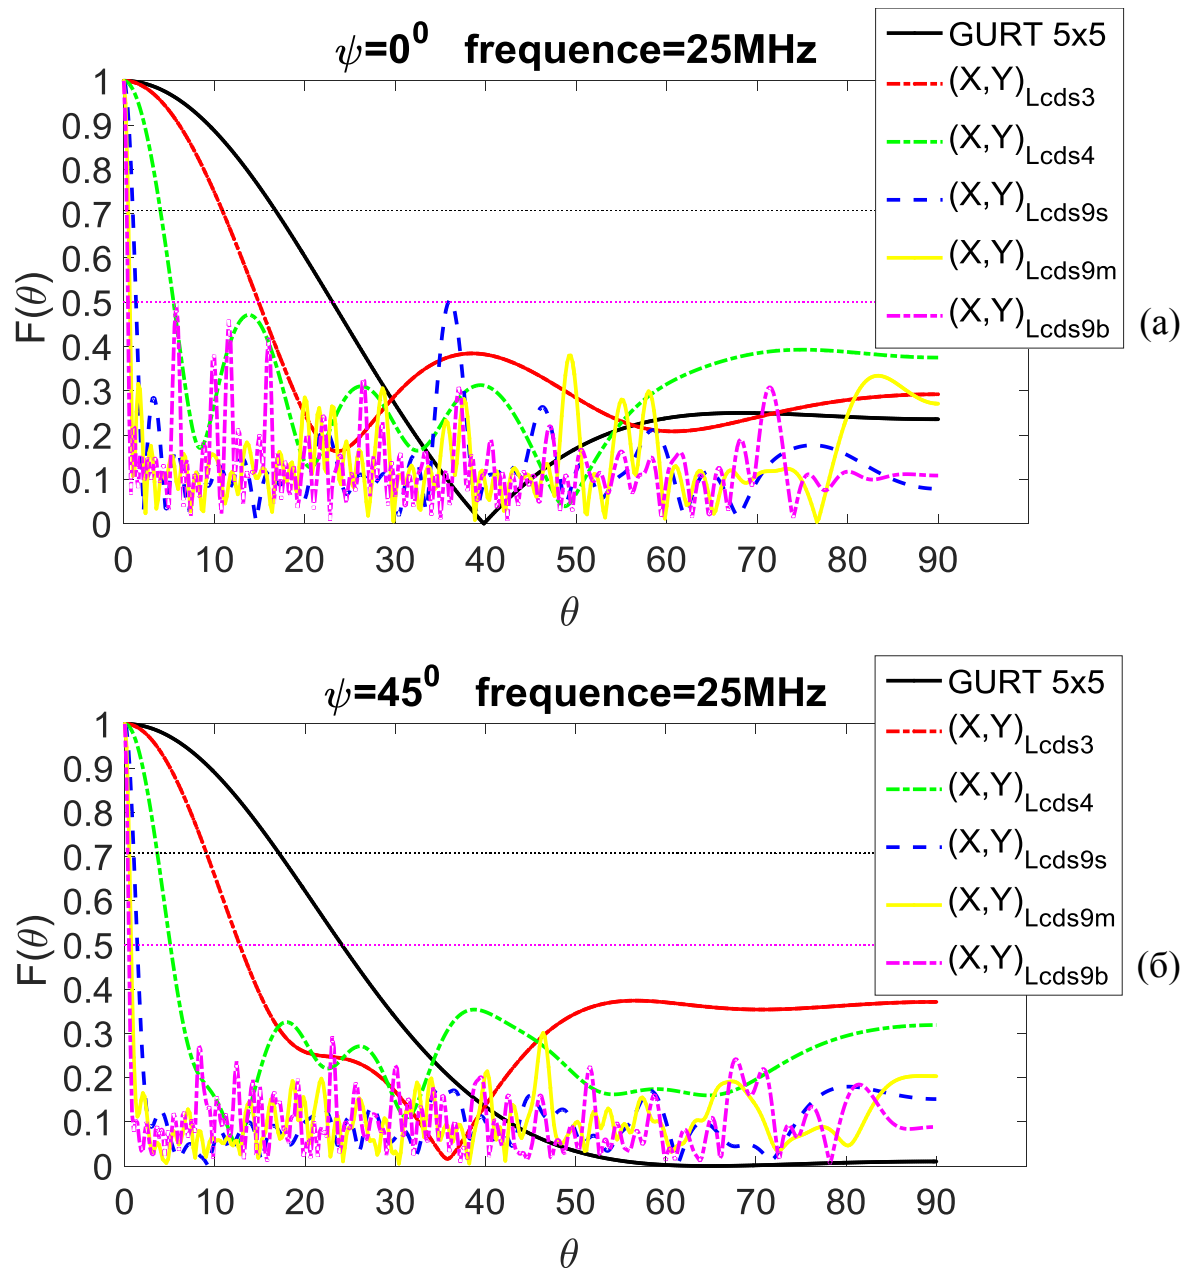 ψ=0⁰ frequence=25MHz
GURT 5x5
(X,Y)Lcds3
(X,Y)Lcds4
(X,Y)Lcds9s
(X,Y)Lcds9m
(X,Y)Lcds9b
(а)
1
0.9
0.8
0.7
0.6
0.5
0.4
0.3
0.2
0.1
0
F(θ)
0 10 20 30 40 50 60 70 80 90
θ
ψ=45⁰ frequence=25MHz
GURT 5x5
(X,Y)Lcds3
(X,Y)Lcds4
(X,Y)Lcds9s
(X,Y)Lcds9m
(X,Y)Lcds9b
(б)
1
0.9
0.8
0.7
0.6
0.5
0.4
0.3
0.2
0.1
0
F(θ)
0 10 20 30 40 50 60 70 80 90
θ